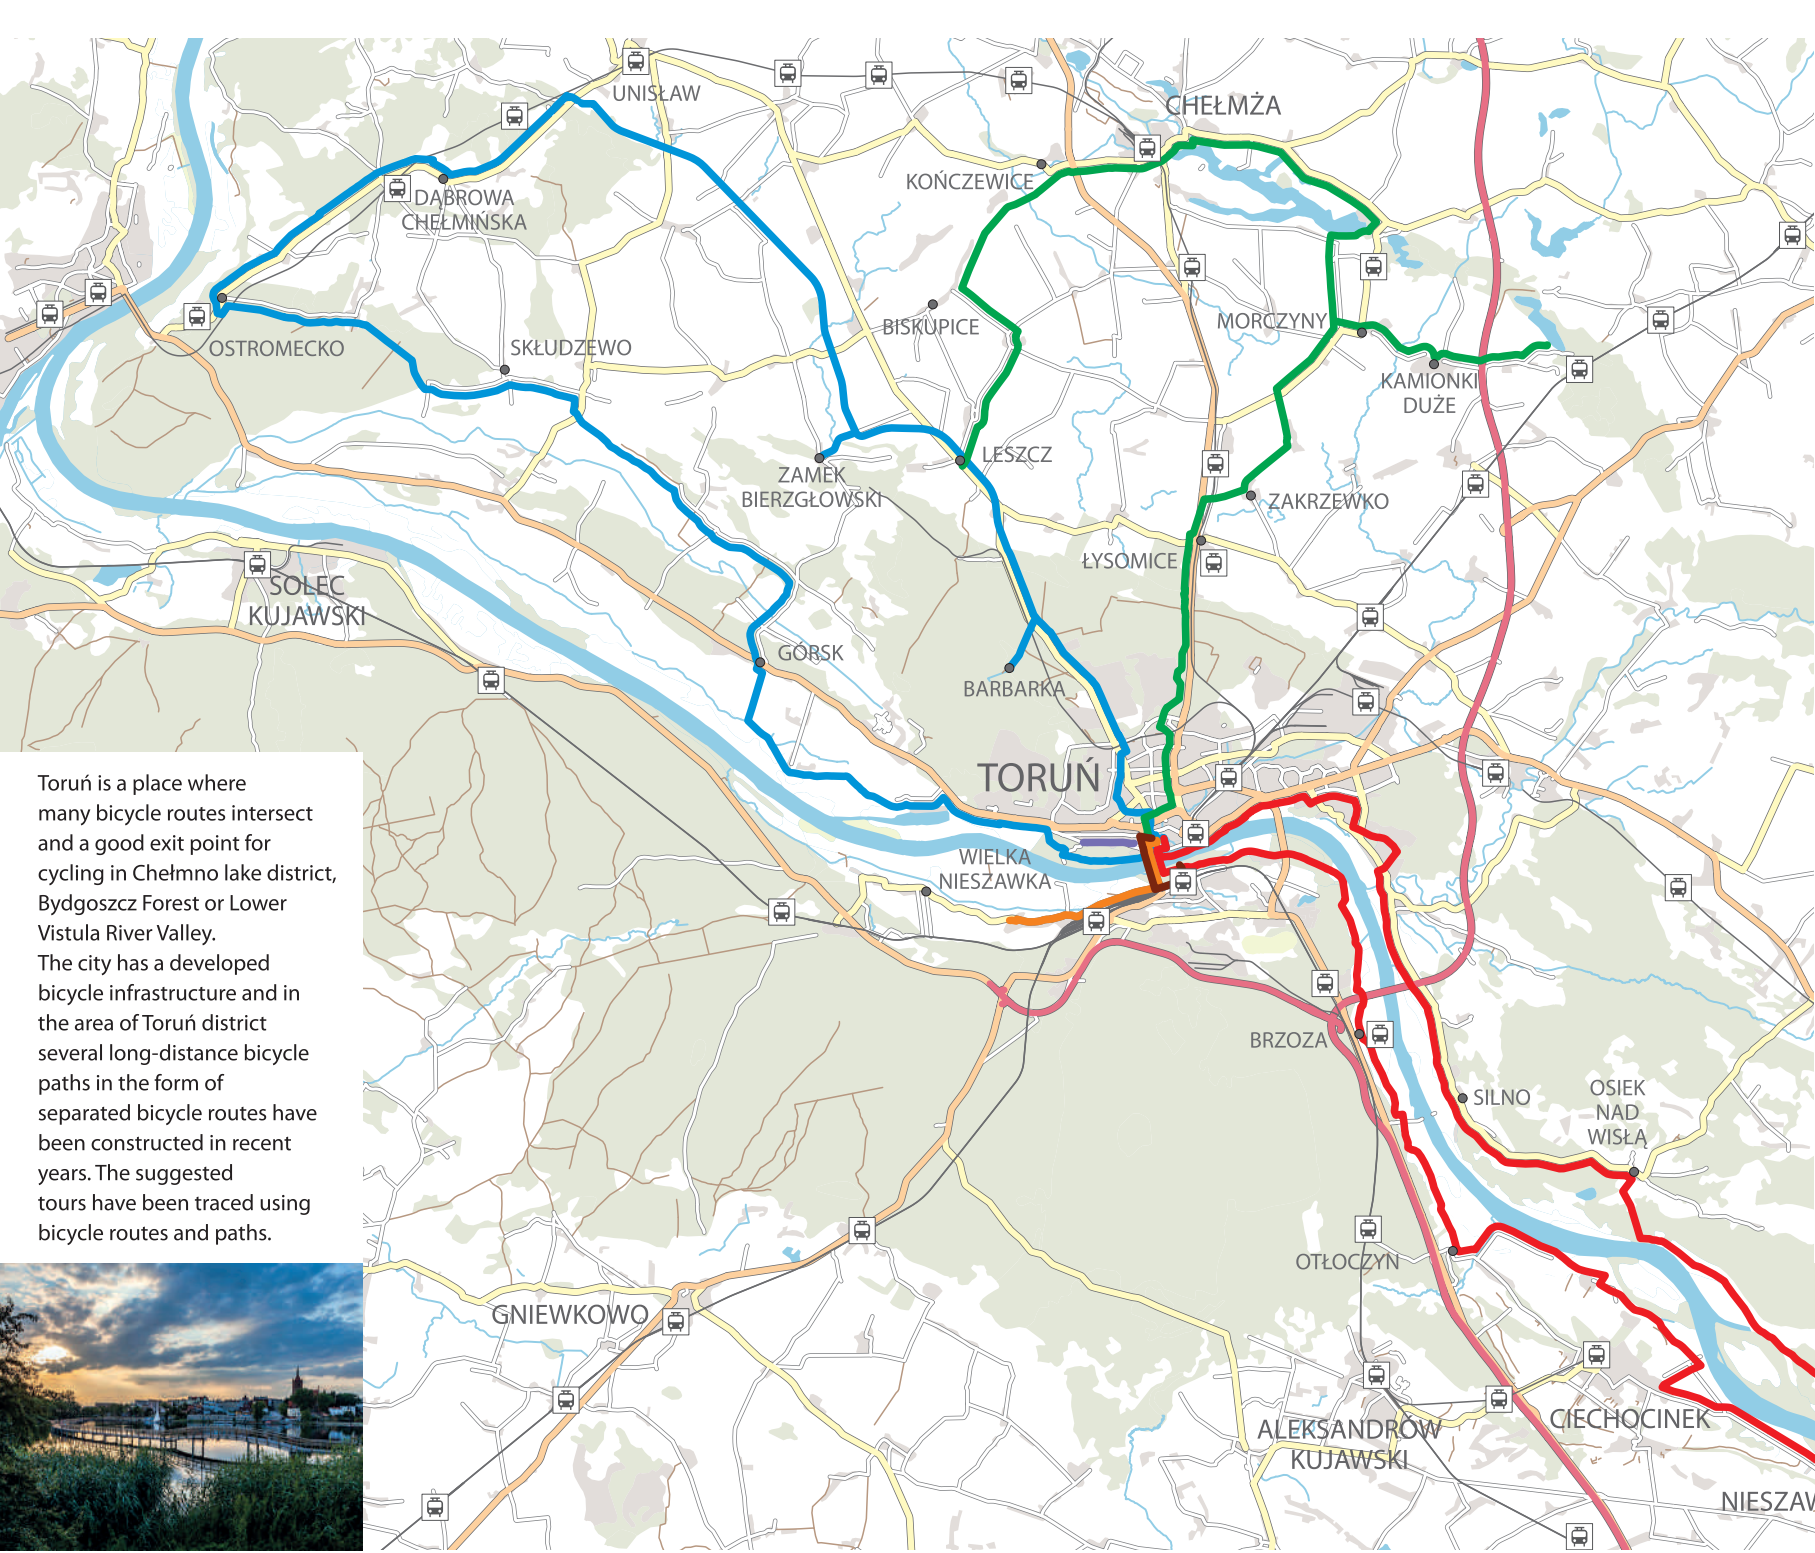 UNISŁAW
CHEŁMŻA
KOŃCZEWICE
DĄBROWA
CHEŁMIŃSKA
BISKUPICE
MORCZYNY
OSTROMECKO
SKŁUDZEWO
KAMIONKI
DUŻE
LESZCZ
ZAMEK
BIERZGŁOWSKI
ZAKRZEWKO
ŁYSOMICE
SOLEC
KUJAWSKI
GÓRSK
BARBARKA
TORUŃ
WIELKA
NIESZAWKA
BRZOZA
SILNO
OSIEK
NAD
WISŁĄ
OTŁOCZYN
GNIEWKOWO
ALEKSANDRÓW
KUJAWSKI
CIECHOCINEK
NIESZAW
Toruń is a place where
many bicycle routes intersect
and a good exit point for
cycling in Chełmno lake district,
Bydgoszcz Forest or Lower
Vistula River Valley.
The city has a developed
bicycle infrastructure and in
the area of Toruń district
several long-distance bicycle
paths in the form of
separated bicycle routes have
been constructed in recent
years. The suggested
tours have been traced using
bicycle routes and paths.